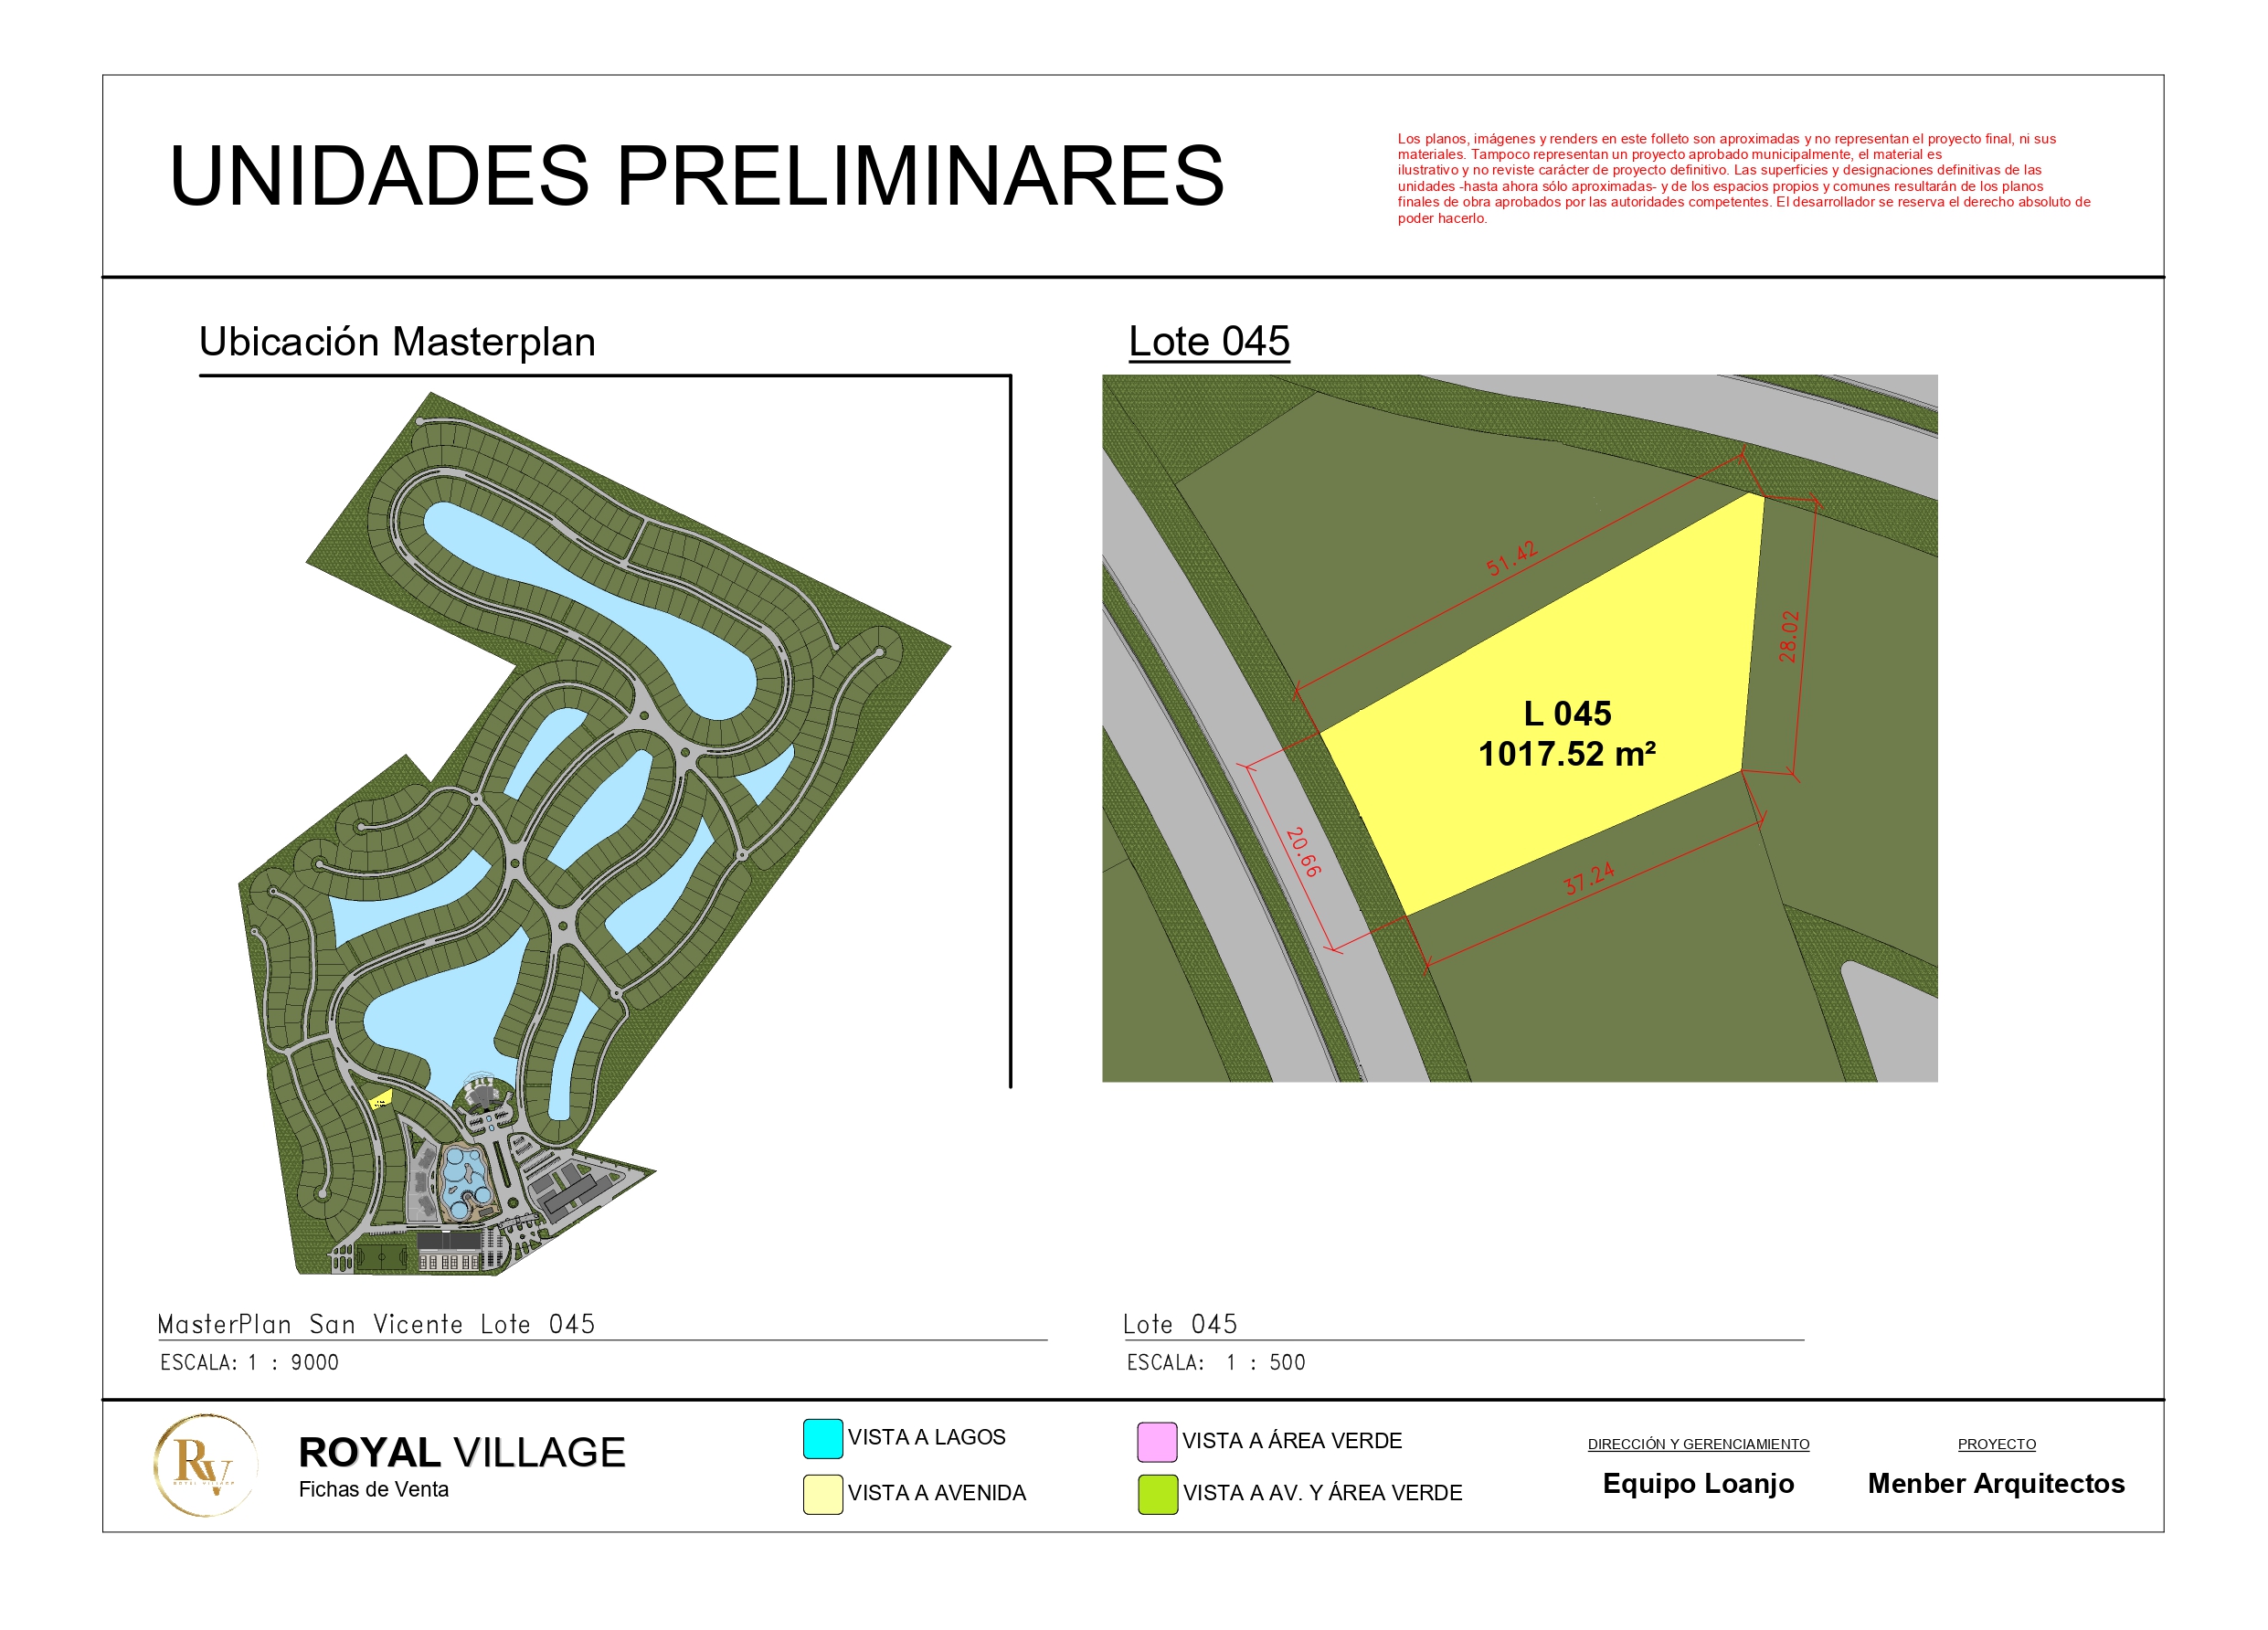 UNIDADES PRELIMINARES
Los planos, imágenes y renders en este folleto son aproximadas y no representan el proyecto final, ni sus
materiales. Tampoco representan un proyecto aprobado municipalmente, el material es
ilustrativo y no reviste carácter de proyecto definitivo. Las superficies y designaciones definitivas de las
unidades -hasta ahora sólo aproximadas- y de los espacios propios y comunes resultarán de los planos
finales de obra aprobados por las autoridades competentes. El desarrollador se reserva el derecho absoluto de
poder hacerlo.
Ubicación Masterplan
Lote 045
51.42
28.02
L 045
1017.52 m²
20.66
37.24
MasterPlan San Vicente Lote 045
ESCALA: 1 : 9000
Lote 045
ESCALA: 1 : 500
RV
ROYAL VILLAGE
ROYAL VILLAGE
Fichas de Venta
VISTA A LAGOS
VISTA A AVENIDA
VISTA A ÁREA VERDE
VISTA A AV. Y ÁREA VERDE
DIRECCIÓN Y GERENCIAMIENTO
Equipo Loanjo
PROYECTO
Menber Arquitectos